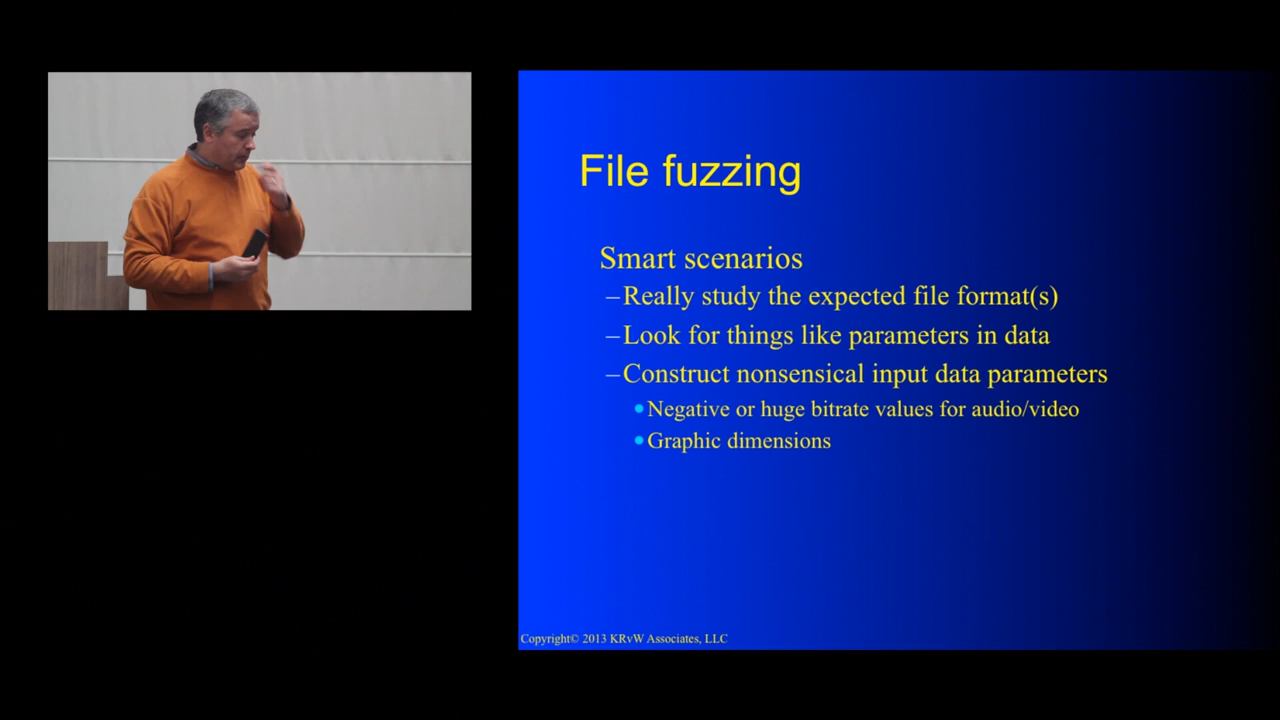 File fuzzing
Smart scenarios
–Really study the expected file format(s)
–Look for things like parameters in data
–Construct nonsensical input data parameters
•Negative or huge bitrate values for audio/video
•Graphic dimensions
Copyright© 2013 KRvW Associates, LLC